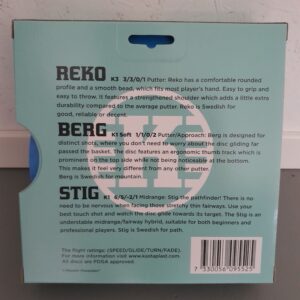 REKO K3 3/3/0/1 Putter: Reko has a comfortable rounded
profile and a smooth bead, which fits most player's hand. Easy to grip and
easy to throw. It features a strengthened shoulder which adds a little extra
durability compared to the average putter. Reko is Swedish for
good, reliable or decent.
BERG K1 Soft 1/1/0/2 Putter/Approach: Berg is designed for
distinct shots, where you don't need to worry about the disc gliding far
passed the basket. The disc features an ergonomic thumb track which is
prominent to the top side while not being noticeable at the bottom.
This makes it feel very different from any other putter.
Berg is Swedish for mountain.
STIG K1 6/5/-2/1 Midrange: Stig the pathfinder! There is no
need to be nervous when facing those stretchy thin fairways. Use your
best touch shot and watch the disc glide towards its target. The Stig is an
understable midrange/fairway hybrid, suitable for both beginners and
professional players. Stig is Swedish for path.
The flight ratings: (SPEED/GLIDE/TURN/FADE).
For more information visit www.kastaplast.com
All discs are PDGA approved.
7 330056 095525